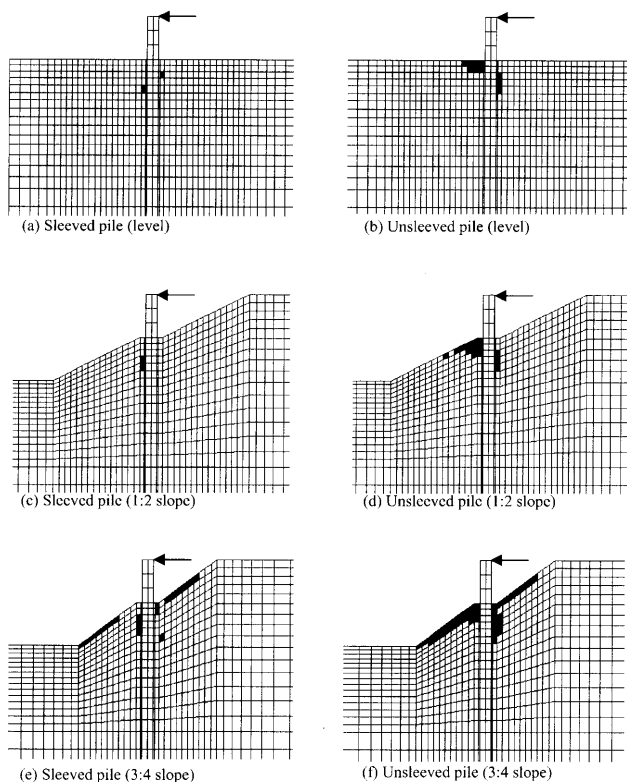 (a) Sleeved pile (level)
(b) Unsleeved pile (level)
(c) Sleeved pile (1:2 slope)
(d) Unsleeved pile (1:2 slope)
(e) Sleeved pile (3:4 slope)
(f) Unsleeved pile (3:4 slope)